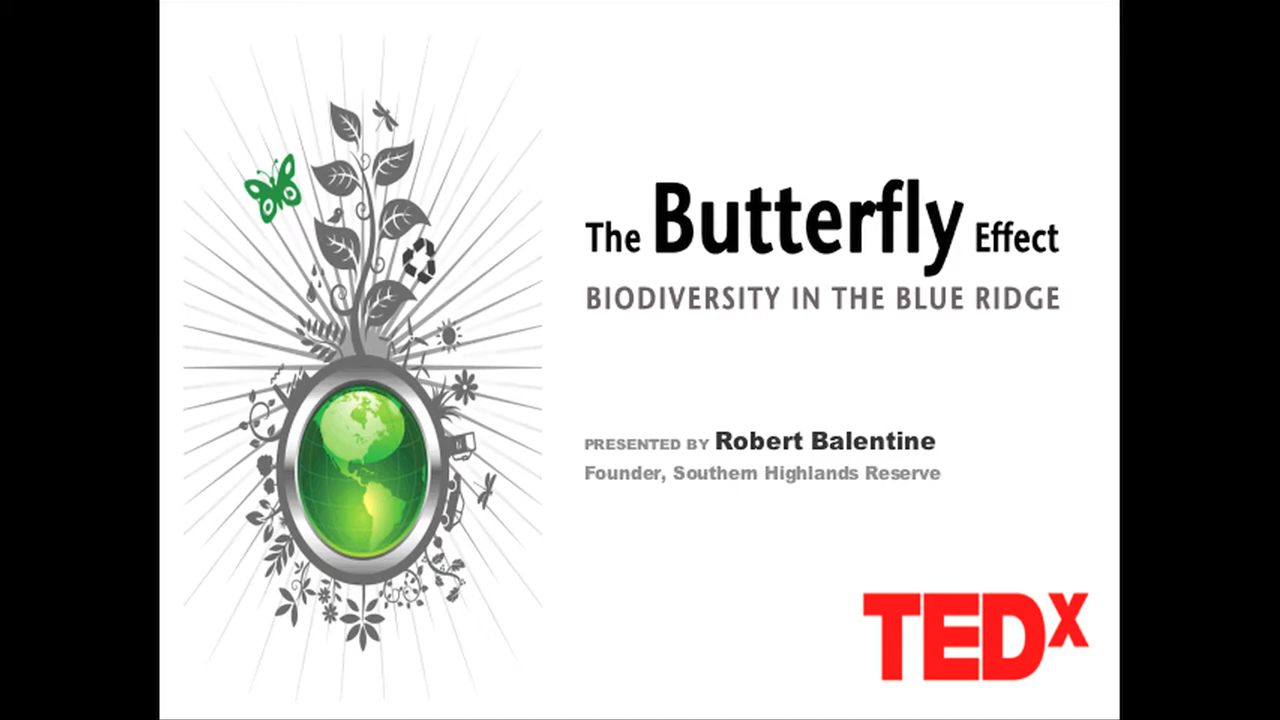 The Butterfly Effect
BIODIVERSITY IN THE BLUE RIDGE
PRESENTED BY Robert Balentine
Founder, Southern Highlands Reserve
TEDx